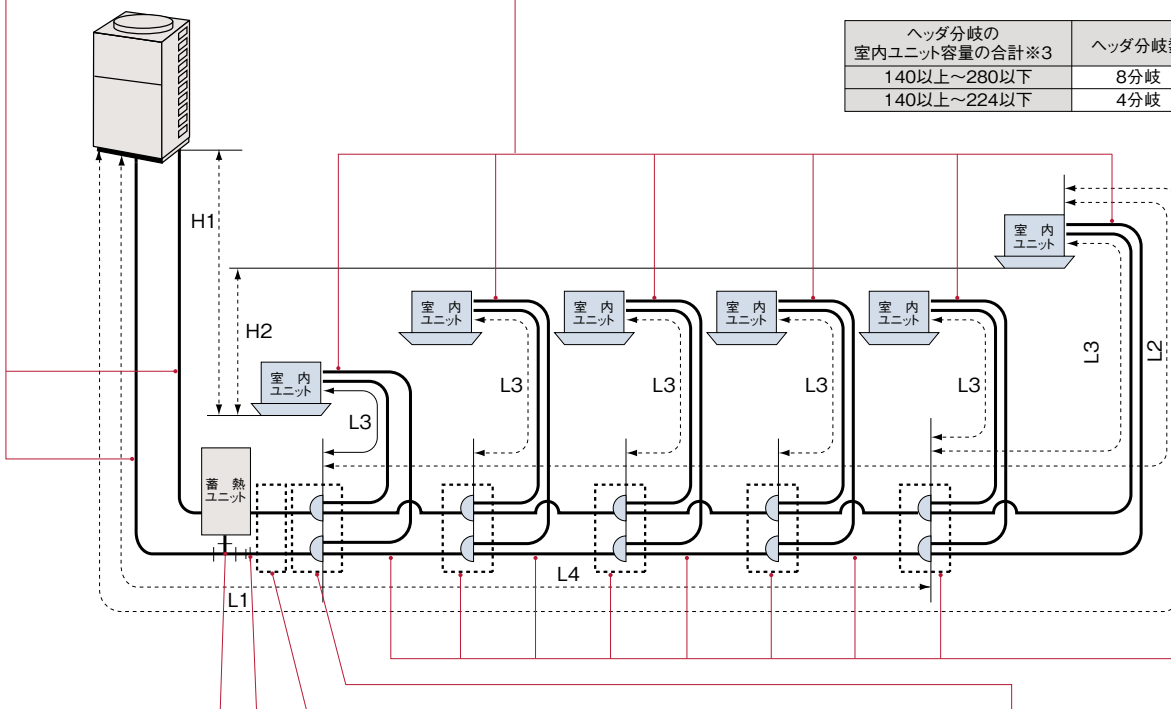 ヘッダ分岐の
室内ユニット容量の合計※3
ヘッダ分岐数
140以上〜280以下
8分岐
140以上〜224以下
4分岐
H1
室 内
ユニット
室 内
ユニット
室 内
ユニット
室 内
ユニット
室 内
ユニット
H2
L3
L2
室 内
ユニット
L3
L3
L3
L3
L3
蓄 熱
ユニット
L4
L1